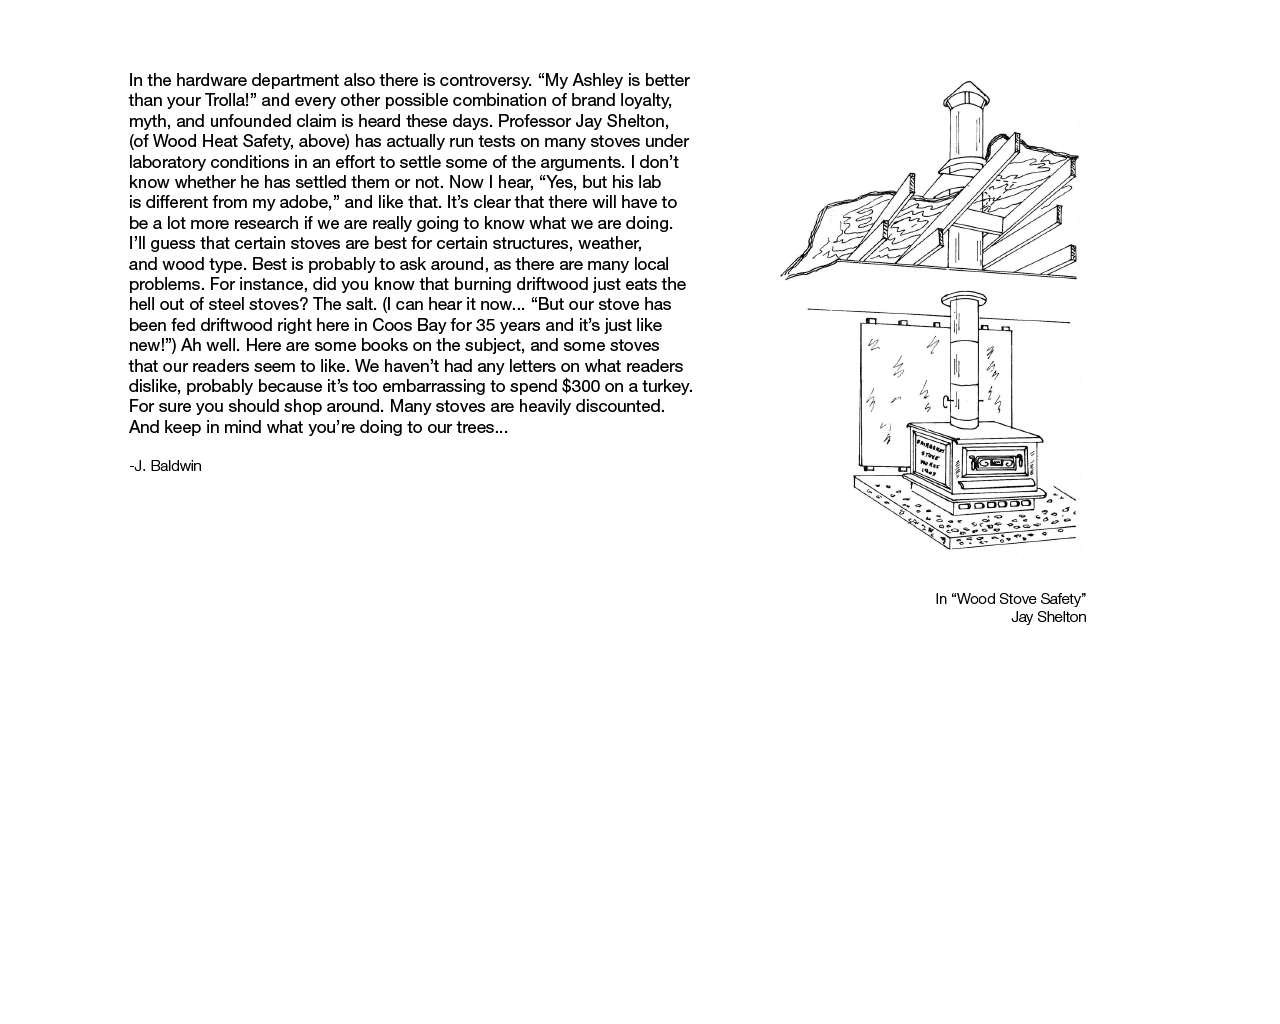 In the hardware department also there is controversy. “My Ashley is better
than your Trolla!” and every other possible combination of brand loyalty,
myth, and unfounded claim is heard these days. Professor Jay Shelton,
(of Wood Heat Safety, above) has actually run tests on many stoves under
laboratory conditions in an effort to settle some of the arguments. I don’t
know whether he has settled them or not. Now I hear, “Yes, but his lab
is different from my adobe,” and like that. It’s clear that there will have to
be a lot more research if we are really going to know what we are doing.
I’ll guess that certain stoves are best for certain structures, weather,
and wood type. Best is probably to ask around, as there are many local
problems. For instance, did you know that burning driftwood just eats the
hell out of steel stoves? The salt. (I can hear it now... “But our stove has
been fed driftwood right here in Coos Bay for 35 years and it’s just like
new!”) Ah well. Here are some books on the subject, and some stoves
that our readers seem to like. We haven’t had any letters on what readers
dislike, probably because it’s too embarrassing to spend $300 on a turkey.
For sure you should shop around. Many stoves are heavily discounted.
And keep in mind what you’re doing to our trees...
-J. Baldwin
STOVE
In “Wood Stove Safety”
Jay Shelton